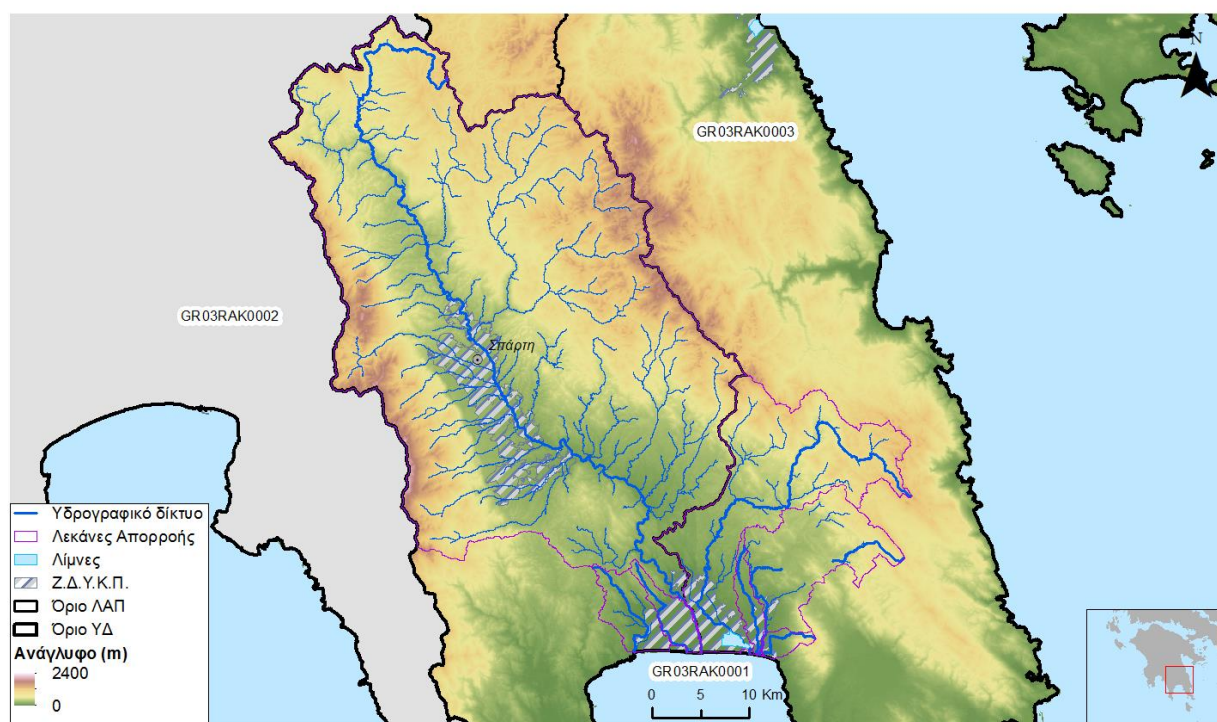 N
GR03RAK0003
GR03RAK0002
Σπάρτη
Υδρογραφικό δίκτυο
Λεκάνες Απορροής
Λίμνες
Ζ.Δ.Υ.Κ.Π.
Όριο ΛΑΠ
Όριο ΥΔ
Ανάγλυφο (m)
2400
0
GR03RAK0001
0 5 10 Km